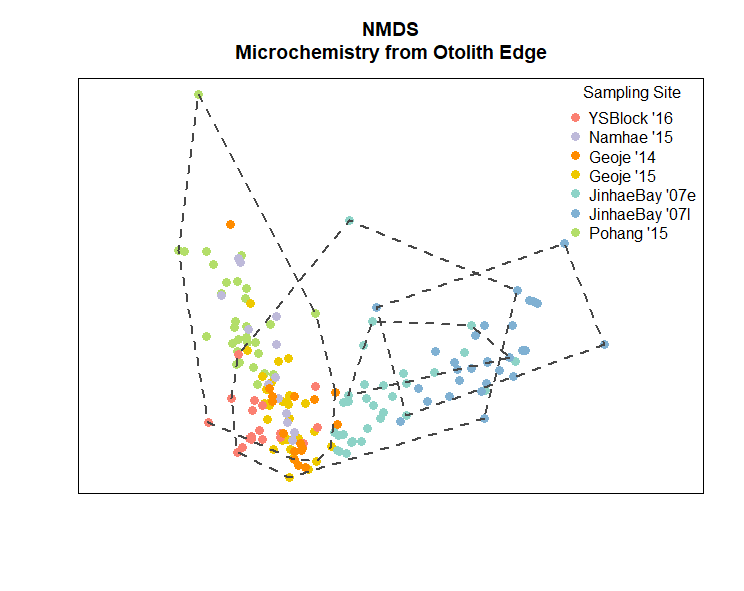 NMDS
Microchemistry from Otolith Edge
Sampling Site
YSBlock '16
Namhae '15
Geoje '14
Geoje '15
JinhaeBay '07e
JinhaeBay '07l
Pohang '15